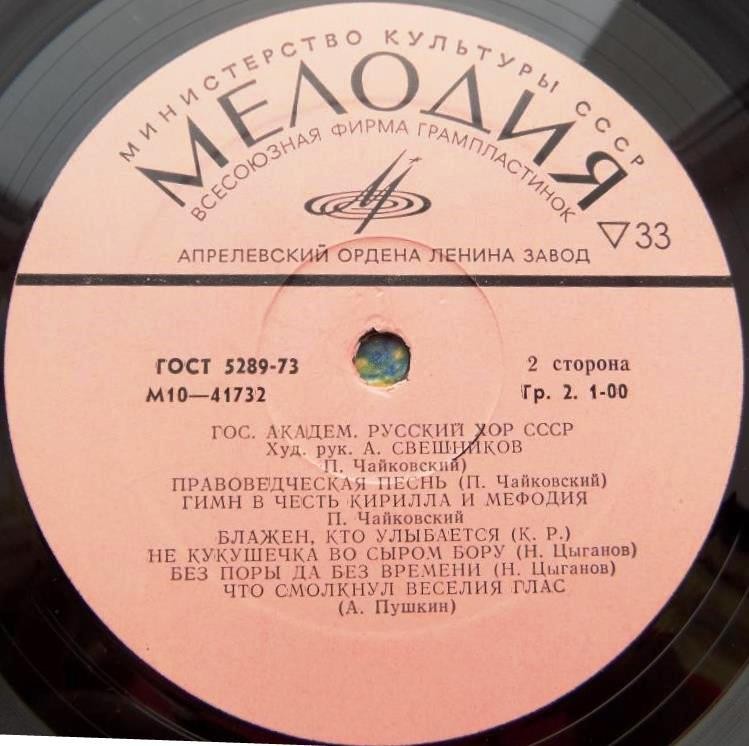 МИНИСТЕРСТВО КУЛЬТУРЫ СССР
МЕЛОДИЯ
ВСЕСОЮЗНАЯ ФИРМА ГРАМПЛАСТИНОК
▽33
АПРЕЛЕВСКИЙ ОРДЕНА ЛЕНИНА ЗАВОД
ГОСТ 5289-73 2 сторона
М10—41732 Гр. 2. 1-00
ГОС. АКАДЕМ. РУССКИЙ ХОР СССР
Худ. рук. А. СВЕШНИКОВ
П. Чайковский)
ПРАВОВЕДЧЕСКАЯ ПЕСНЬ (П. Чайковский)
ГИМН В ЧЕСТЬ КИРИЛЛА И МЕФОДИЯ
П. Чайковский
БЛАЖЕН, КТО УЛЫБАЕТСЯ (К. Р.)
НЕ КУКУШЕЧКА ВО СЫРОМ БОРУ (Н. Цыганов)
БЕЗ ПОРЫ ДА БЕЗ ВРЕМЕНИ (Н. Цыганов)
ЧТО СМОЛКНУЛ ВЕСЕЛИЯ ГЛАС
(А. Пушкин)